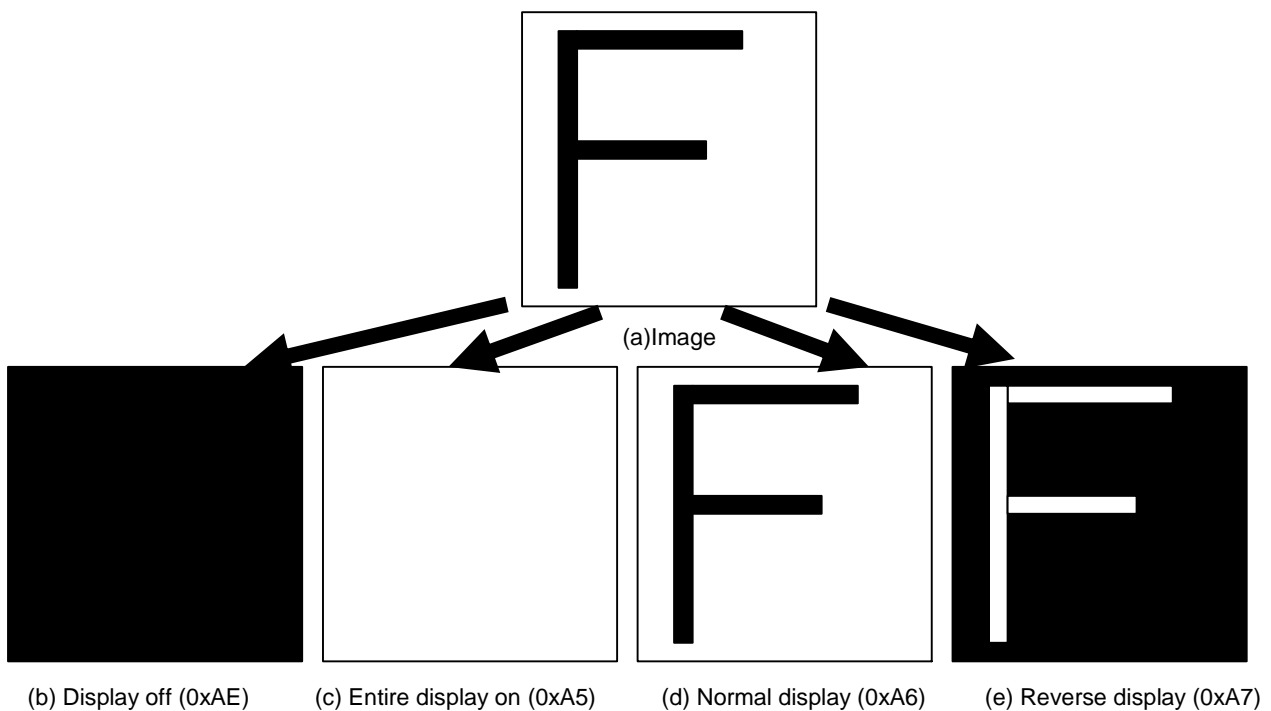 (a)Image
(b) Display off (0xAE)
(c) Entire display on (0xA5)
(d) Normal display (0xA6)
(e) Reverse display (0xA7)